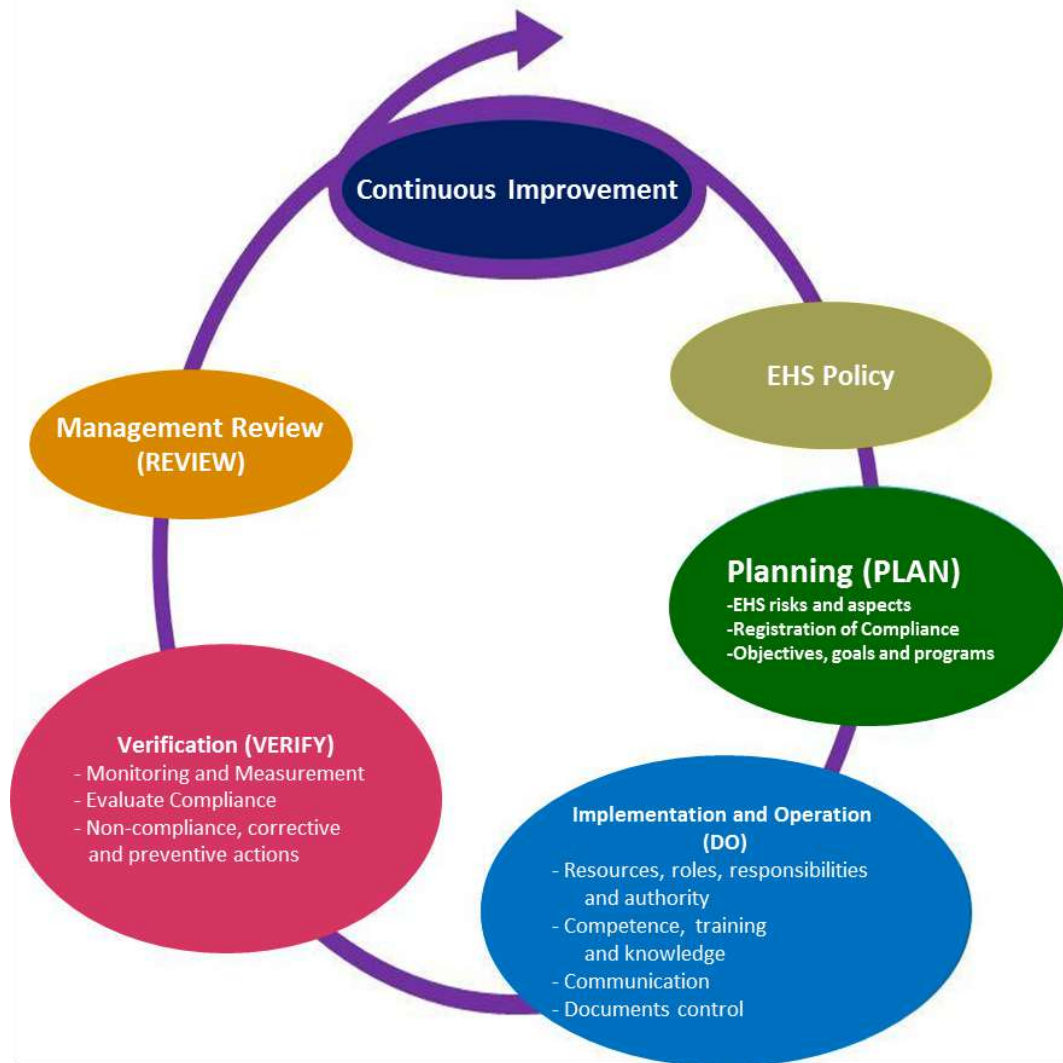 Continuous Improvement
EHS Policy
Planning (PLAN)
-EHS risks and aspects
-Registration of Compliance
-Objectives, goals and programs
Implementation and Operation
(DO)
- Resources, roles, responsibilities
and authority
- Competence, training
and knowledge
- Communication
- Documents control
Verification (VERIFY)
- Monitoring and Measurement
- Evaluate Compliance
- Non-compliance, corrective
and preventive actions
Management Review
(REVIEW)